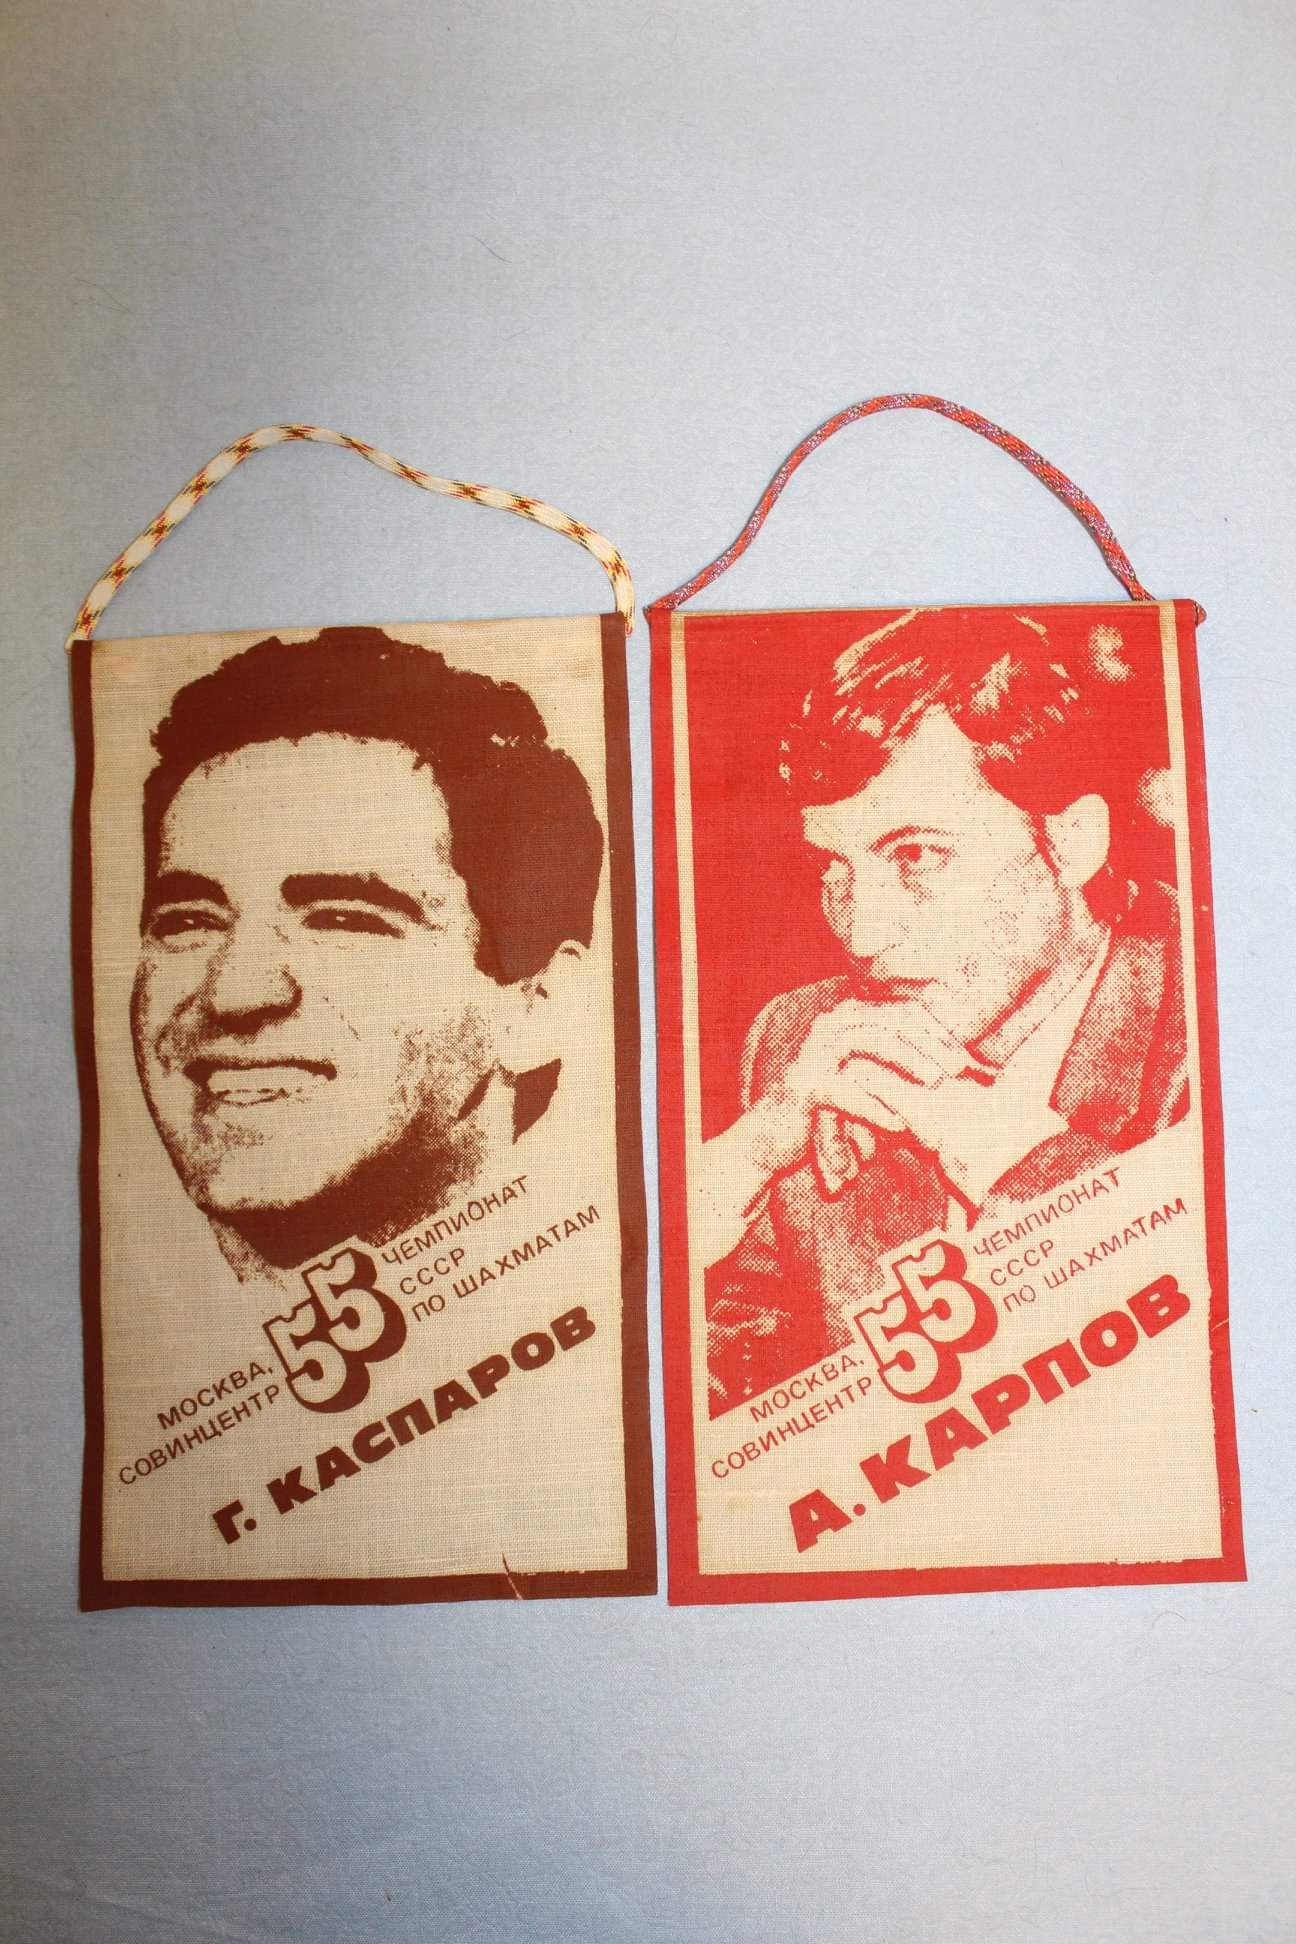 55
ЧЕМПИОНАТ
СССР
ПО ШАХМАТАМ
МОСКВА,
СОВИНЦЕНТР
Г. КАСПАРОВ
55
ЧЕМПИОНАТ
СССР
ПО ШАХМАТАМ
МОСКВА,
СОВИНЦЕНТР
А. КАРПОВ